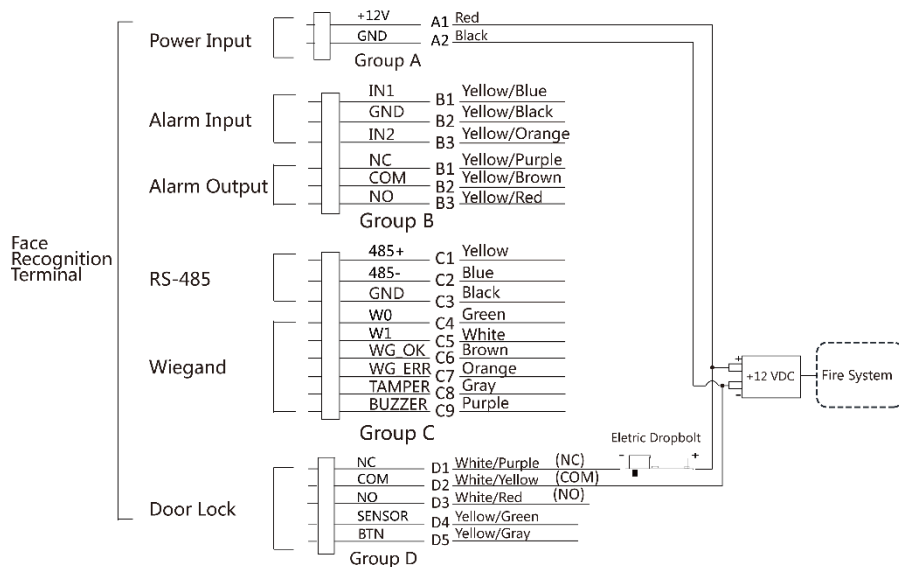 +12V A1 Red
Power Input
GND A2 Black
Group A
IN1 B1 Yellow/Blue
GND B2 Yellow/Black
Alarm Input
IN2 B3 Yellow/Orange
NC B1 Yellow/Purple
Alarm Output
COM B2 Yellow/Brown
NO B3 Yellow/Red
Group B
Face
Recognition
Terminal
485+ C1 Yellow
RS-485
485- C2 Blue
GND C3 Black
W0 C4 Green
W1 C5 White
Wiegand
WG_OK C6 Brown
WG_ERR C7 Orange
TAMPER C8 Gray
BUZZER C9 Purple
Group C
+
+12 VDC
-
Fire System
Eletric Dropbolt
- +
NC D1 White/Purple (NC)
COM D2 White/Yellow (COM)
NO D3 White/Red (NO)
Door Lock
SENSOR D4 Yellow/Green
BTN D5 Yellow/Gray
Group D